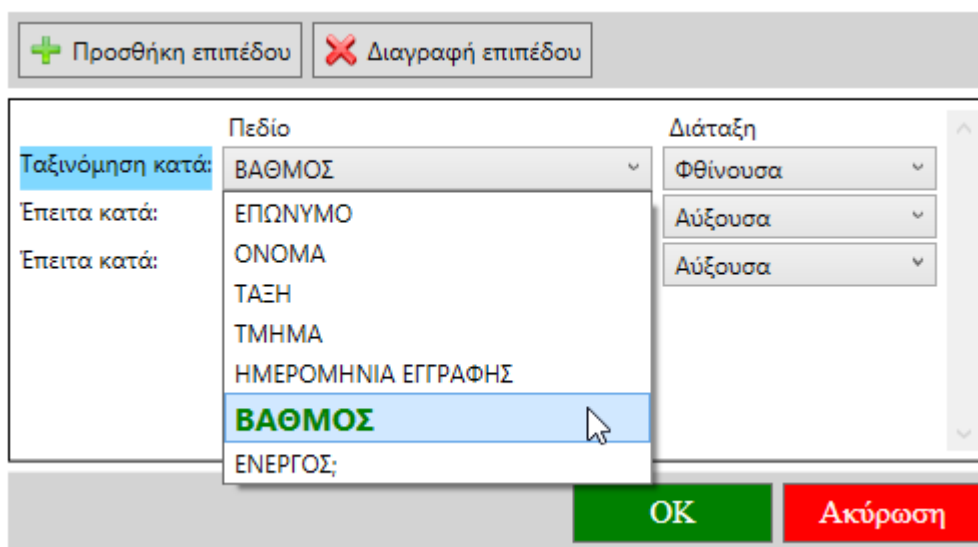 Προσθήκη επιπέδου Διαγραφή επιπέδου
Πεδίο Διάταξη
Ταξινόμηση κατά: ΒΑΘΜΟΣ Φθίνουσα
Έπειτα κατά: ΕΠΩΝΥΜΟ Αύξουσα
Έπειτα κατά: ΟΝΟΜΑ Αύξουσα
ΤΑΞΗ
ΤΜΗΜΑ
ΗΜΕΡΟΜΗΝΙΑ ΕΓΓΡΑΦΗΣ
ΒΑΘΜΟΣ
ΕΝΕΡΓΟΣ;
OK Ακύρωση